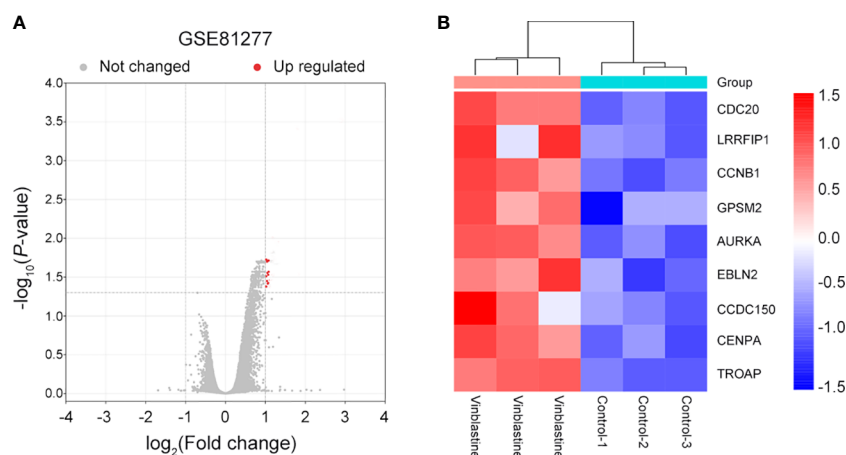 A
GSE81277
Not changed Up regulated
4.0
3.5
3.0
2.5
2.0
1.5
1.0
0.5
0.0
-log10(P-value)
-4 -3 -2 -1 0 1 2 3 4
log2(Fold change)
B
Group
CDC20
LRRFIP1
CCNB1
GPSM2
AURKA
EBLN2
CCDC150
CENPA
TROAP
Vinblastine
Vinblastine
Vinblastine
Control-1
Control-2
Control-3
1.5
1.0
0.5
0.0
-0.5
-1.0
-1.5